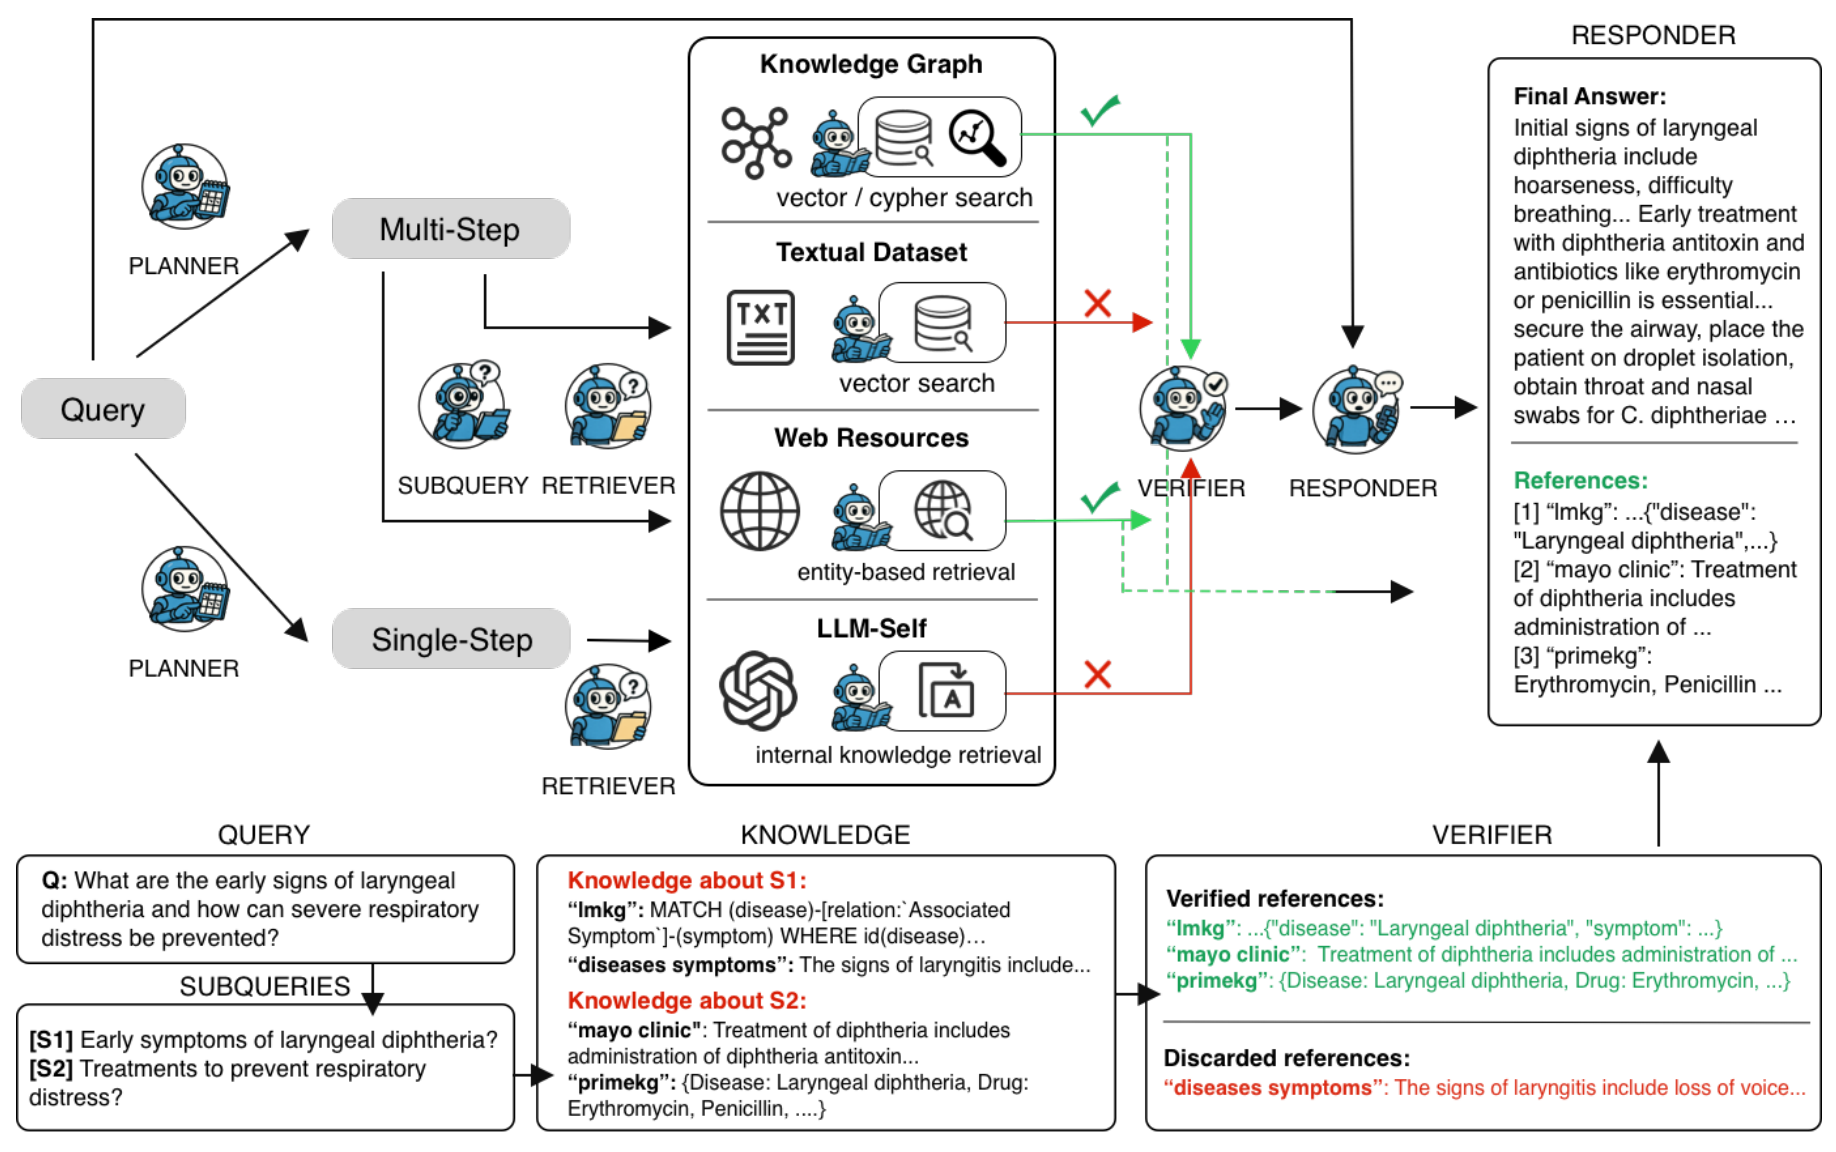 PLANNER
Multi-Step
Query
SUBQUERY
RETRIEVER
PLANNER
Single-Step
RETRIEVER
Knowledge Graph
vector / cypher search
Textual Dataset
TXT
vector search
Web Resources
entity-based retrieval
LLM-Self
A
internal knowledge retrieval
VERIFIER
RESPONDER
RESPONDER
Final Answer:
Initial signs of laryngeal
diphtheria include
hoarseness, difficulty
breathing... Early treatment
with diphtheria antitoxin and
antibiotics like erythromycin
or penicillin is essential...
secure the airway, place the
patient on droplet isolation,
obtain throat and nasal
swabs for C. diphtheriae ...
References:
[1] “lmkg”: ...{"disease":
"Laryngeal diphtheria",...}
[2] “mayo clinic”: Treatment
of diphtheria includes
administration of ...
[3] “primekg”:
Erythromycin, Penicillin ...
QUERY
Q: What are the early signs of laryngeal
diphtheria and how can severe respiratory
distress be prevented?
SUBQUERIES
[S1] Early symptoms of laryngeal diphtheria?
[S2] Treatments to prevent respiratory
distress?
KNOWLEDGE
Knowledge about S1:
“lmkg”: MATCH (disease)-[relation:`Associated
Symptom`]-(symptom) WHERE id(disease)...
“diseases symptoms”: The signs of laryngitis include...
Knowledge about S2:
“mayo clinic": Treatment of diphtheria includes
administration of diphtheria antitoxin...
“primekg”: {Disease: Laryngeal diphtheria, Drug:
Erythromycin, Penicillin, ....}
VERIFIER
Verified references:
“lmkg”: ...{"disease": "Laryngeal diphtheria", "symptom": ...}
“mayo clinic”: Treatment of diphtheria includes administration of ...
“primekg”: {Disease: Laryngeal diphtheria, Drug: Erythromycin, ...}
Discarded references:
“diseases symptoms”: The signs of laryngitis include loss of voice...